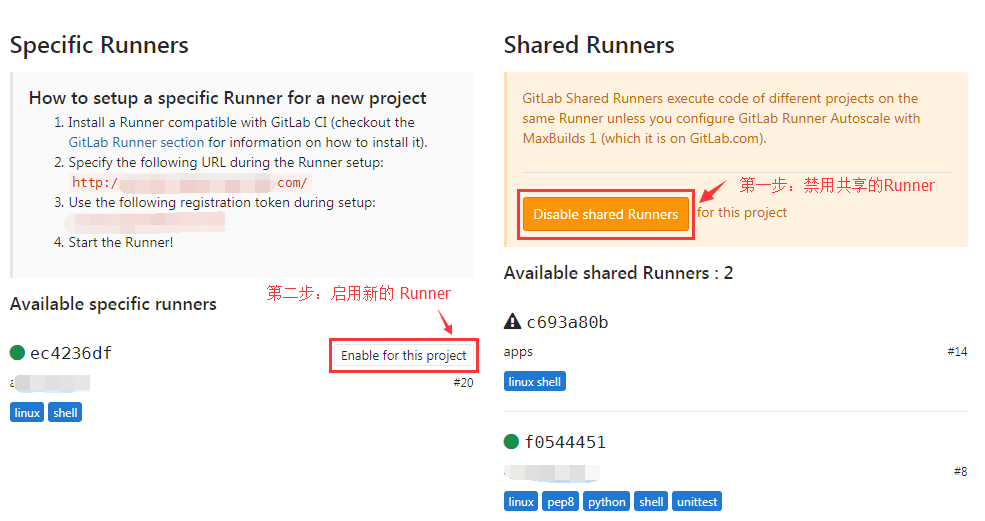 Specific Runners
How to setup a specific Runner for a new project
1. Install a Runner compatible with GitLab CI (checkout the
GitLab Runner section for information on how to install it).
2. Specify the following URL during the Runner setup:
http:/ com/
3. Use the following registration token during setup:
4. Start the Runner!
Available specific runners
第二步：启用新的 Runner
ec4236df
Enable for this project
#20
linux shell
Shared Runners
GitLab Shared Runners execute code of different projects on the
same Runner unless you configure GitLab Runner Autoscale with
MaxBuilds 1 (which it is on GitLab.com).
第一步：禁用共享的Runner
Disable shared Runners for this project
Available shared Runners : 2
c693a80b
apps #14
linux shell
f0544451
#8
linux pep8 python shell unittest